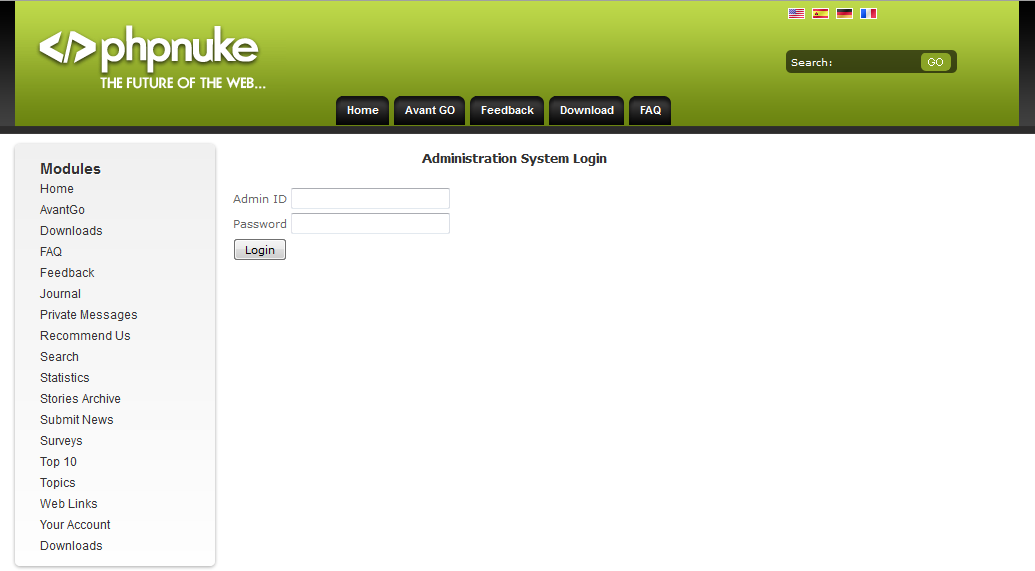 </>phpnuke
THE FUTURE OF THE WEB...
Search:
GO
Home
Avant GO
Feedback
Download
FAQ
Modules
Home
AvantGo
Downloads
FAQ
Feedback
Journal
Private Messages
Recommend Us
Search
Statistics
Stories Archive
Submit News
Surveys
Top 10
Topics
Web Links
Your Account
Downloads
Administration System Login
Admin ID
Password
Login